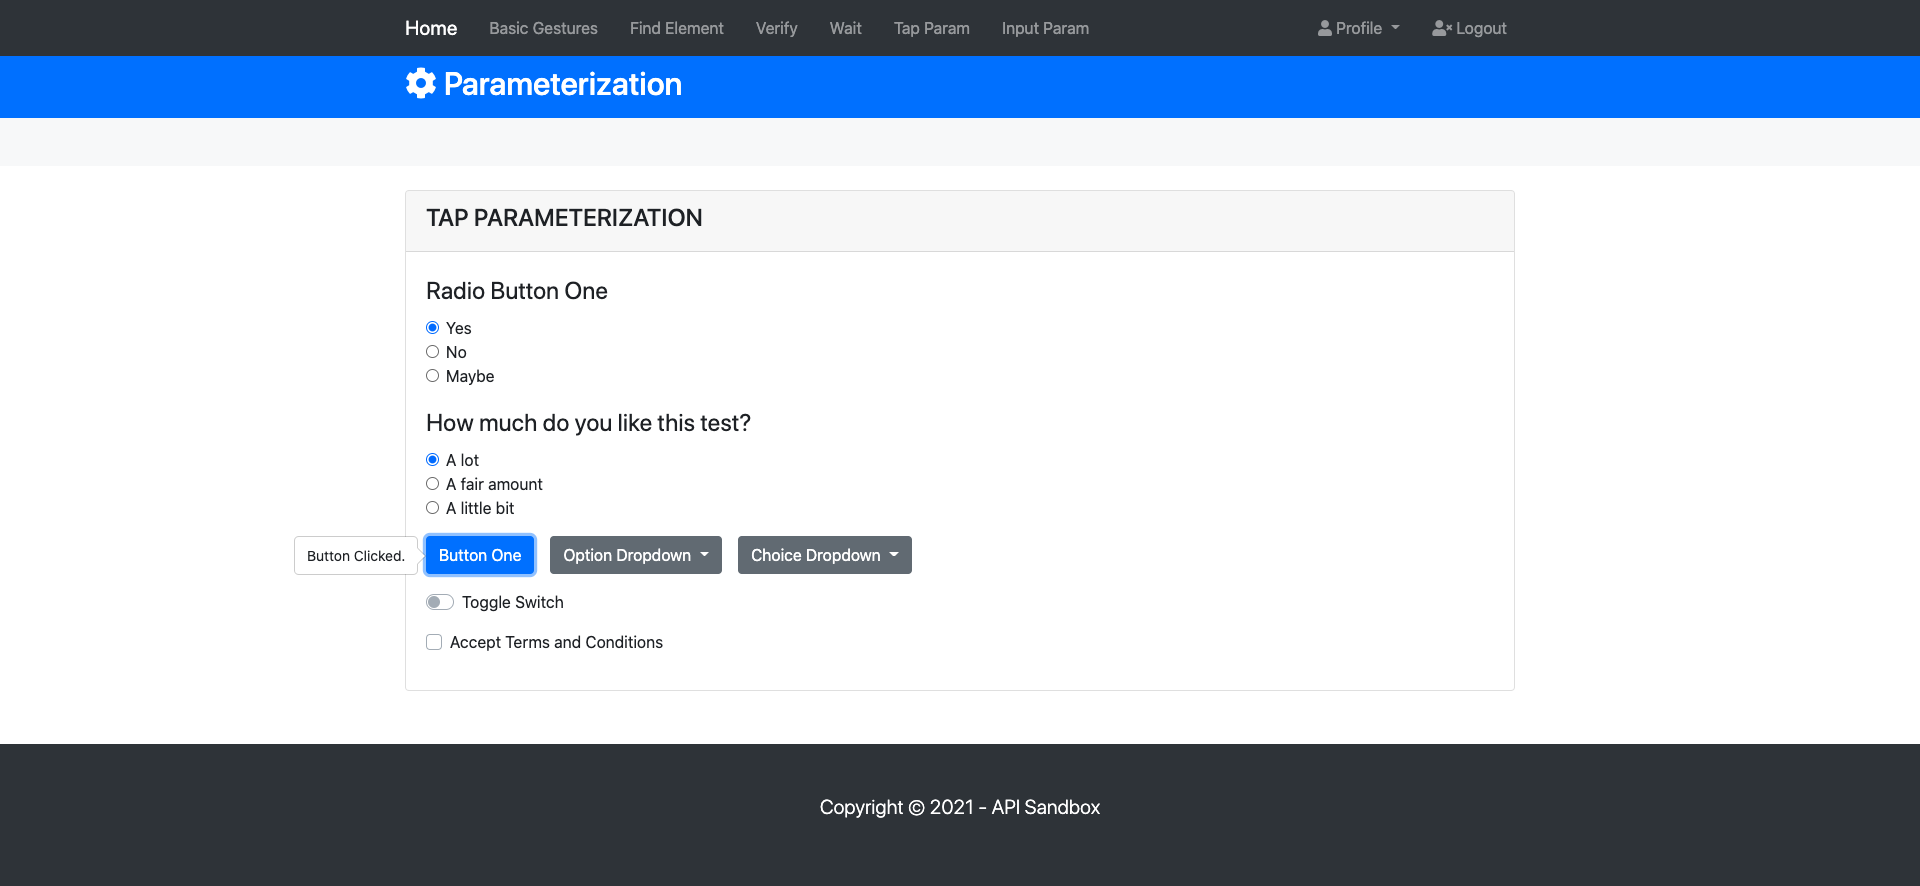 Home Basic Gestures Find Element Verify Wait Tap Param Input Param Profile Logout
Parameterization
TAP PARAMETERIZATION
Radio Button One
Yes
No
Maybe
How much do you like this test?
A lot
A fair amount
A little bit
Button Clicked. Button One Option Dropdown Choice Dropdown
Toggle Switch
Accept Terms and Conditions
Copyright © 2021 - API Sandbox